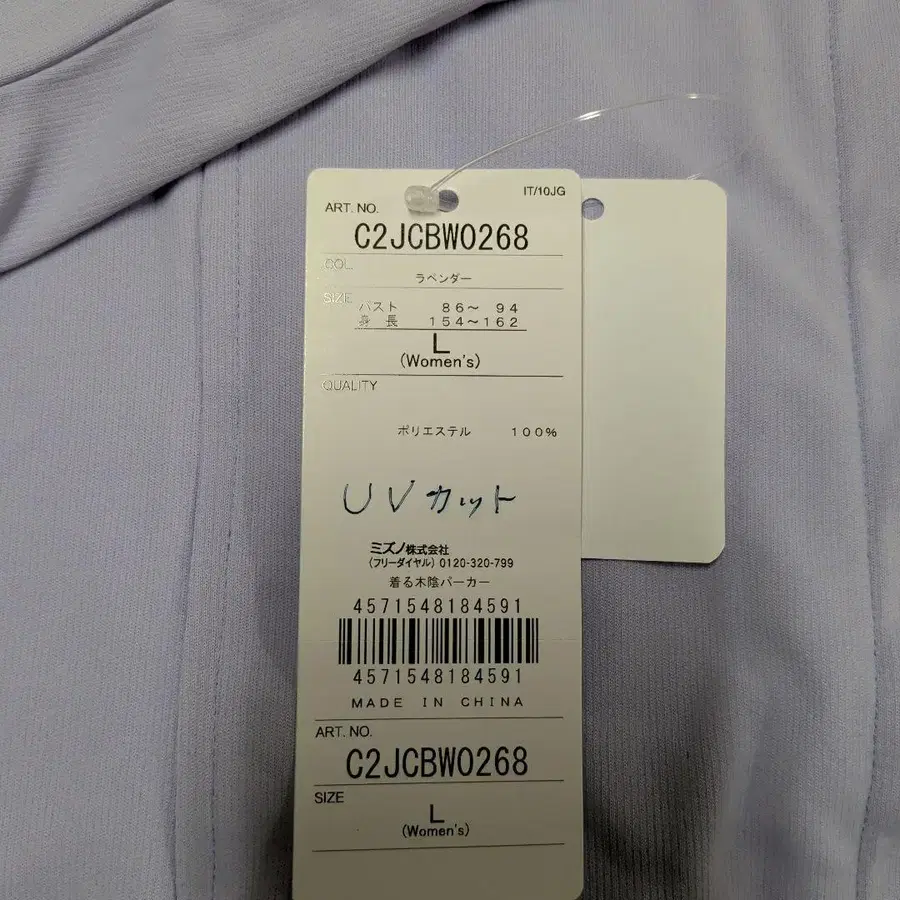 IT/10JG
ART. NO.
C2JCBW0268
COL.
ラベンダー
SIZE
バスト 86～ 94
身 長 154～162
L
(Women's)
QUALITY
ポリエステル 100%
UVカット
ミズノ株式会社
(フリーダイヤル) 0120-320-799
着る木陰パーカー
4571548184591
4571548184591
MADE IN CHINA
ART. NO.
C2JCBW0268
SIZE
L
(Women's)